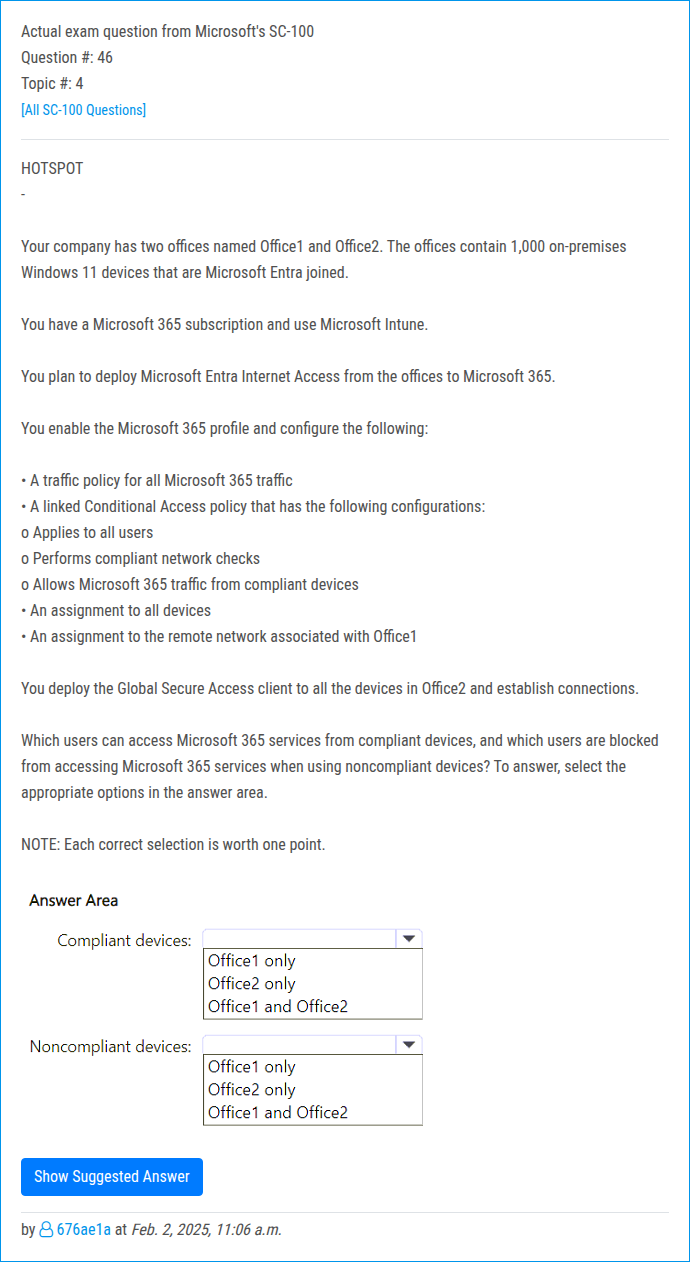 Actual exam question from Microsoft's SC-100
Question #: 46
Topic #: 4
[All SC-100 Questions]
HOTSPOT
-
Your company has two offices named Office1 and Office2. The offices contain 1,000 on-premises
Windows 11 devices that are Microsoft Entra joined.
You have a Microsoft 365 subscription and use Microsoft Intune.
You plan to deploy Microsoft Entra Internet Access from the offices to Microsoft 365.
You enable the Microsoft 365 profile and configure the following:
• A traffic policy for all Microsoft 365 traffic
• A linked Conditional Access policy that has the following configurations:
o Applies to all users
o Performs compliant network checks
o Allows Microsoft 365 traffic from compliant devices
• An assignment to all devices
• An assignment to the remote network associated with Office1
You deploy the Global Secure Access client to all the devices in Office2 and establish connections.
Which users can access Microsoft 365 services from compliant devices, and which users are blocked
from accessing Microsoft 365 services when using noncompliant devices? To answer, select the
appropriate options in the answer area.
NOTE: Each correct selection is worth one point.
Answer Area
Compliant devices:
Office1 only
Office2 only
Office1 and Office2
Noncompliant devices:
Office1 only
Office2 only
Office1 and Office2
Show Suggested Answer
by 676ae1a at Feb. 2, 2025, 11:06 a.m.